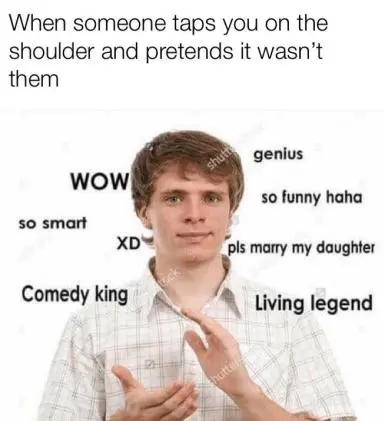 When someone taps you on the
shoulder and pretends it wasn't
them
genius
WOW
so funny haha
so smart
XD
pls marry my daughter
Comedy king
Living legend